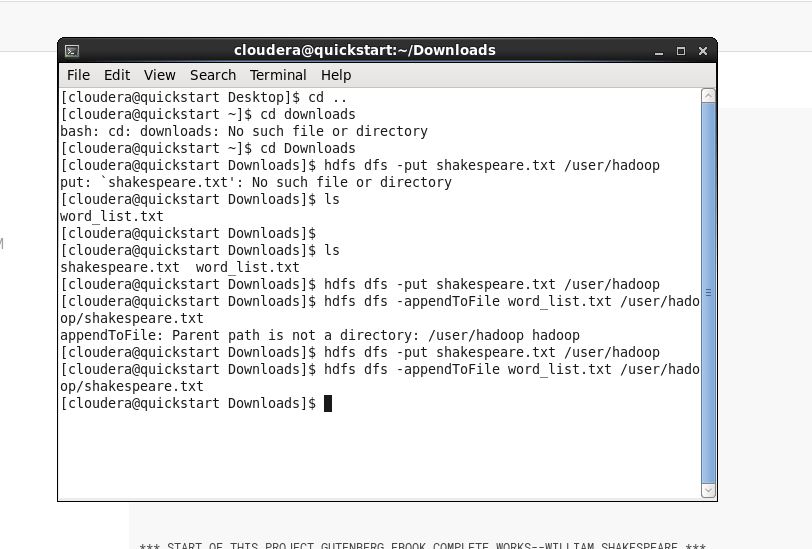 cloudera@quickstart:~/Downloads
File Edit View Search Terminal Help
[cloudera@quickstart Desktop]$ cd ..
[cloudera@quickstart ~]$ cd downloads
bash: cd: downloads: No such file or directory
[cloudera@quickstart ~]$ cd Downloads
[cloudera@quickstart Downloads]$ hdfs dfs -put shakespeare.txt /user/hadoop
put: `shakespeare.txt': No such file or directory
[cloudera@quickstart Downloads]$ ls
word_list.txt
[cloudera@quickstart Downloads]$
[cloudera@quickstart Downloads]$ ls
shakespeare.txt  word_list.txt
[cloudera@quickstart Downloads]$ hdfs dfs -put shakespeare.txt /user/hadoop
[cloudera@quickstart Downloads]$ hdfs dfs -appendToFile word_list.txt /user/hado
op/shakespeare.txt
appendToFile: Parent path is not a directory: /user/hadoop hadoop
[cloudera@quickstart Downloads]$ hdfs dfs -put shakespeare.txt /user/hadoop
[cloudera@quickstart Downloads]$ hdfs dfs -appendToFile word_list.txt /user/hado
op/shakespeare.txt
[cloudera@quickstart Downloads]$
*** START OF THIS PROJECT GUTENBERG EBOOK COMPLETE WORKS--WILLIAM SHAKESPEARE ***